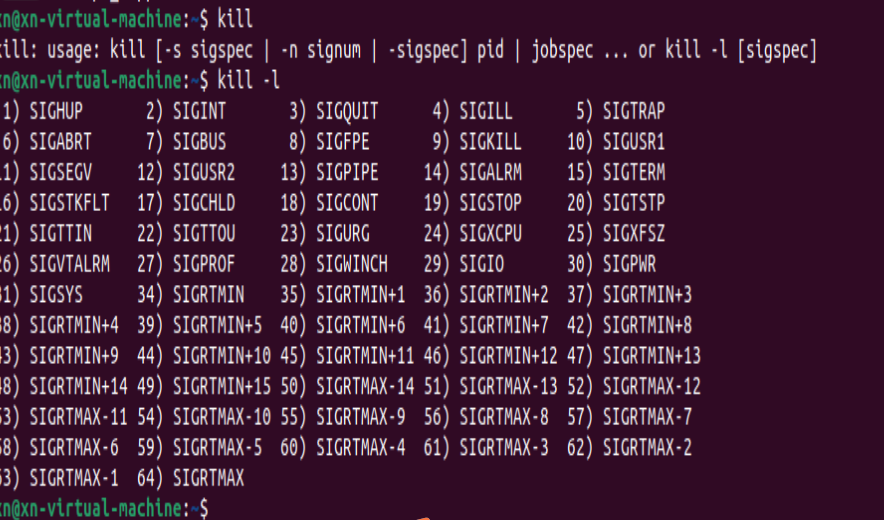 xn@xn-virtual-machine:~$ kill
kill: usage: kill [-s sigspec | -n signum | -sigspec] pid | jobspec ... or kill -l [sigspec]
xn@xn-virtual-machine:~$ kill -l
1) SIGHUP 2) SIGINT 3) SIGQUIT 4) SIGILL 5) SIGTRAP
6) SIGABRT 7) SIGBUS 8) SIGFPE 9) SIGKILL 10) SIGUSR1
11) SIGSEGV 12) SIGUSR2 13) SIGPIPE 14) SIGALRM 15) SIGTERM
16) SIGSTKFLT 17) SIGCHLD 18) SIGCONT 19) SIGSTOP 20) SIGTSTP
21) SIGTTIN 22) SIGTTOU 23) SIGURG 24) SIGXCPU 25) SIGXFSZ
26) SIGVTALRM 27) SIGPROF 28) SIGWINCH 29) SIGIO 30) SIGPWR
31) SIGSYS 34) SIGRTMIN 35) SIGRTMIN+1 36) SIGRTMIN+2 37) SIGRTMIN+3
38) SIGRTMIN+4 39) SIGRTMIN+5 40) SIGRTMIN+6 41) SIGRTMIN+7 42) SIGRTMIN+8
43) SIGRTMIN+9 44) SIGRTMIN+10 45) SIGRTMIN+11 46) SIGRTMIN+12 47) SIGRTMIN+13
48) SIGRTMIN+14 49) SIGRTMIN+15 50) SIGRTMAX-14 51) SIGRTMAX-13 52) SIGRTMAX-12
53) SIGRTMAX-11 54) SIGRTMAX-10 55) SIGRTMAX-9 56) SIGRTMAX-8 57) SIGRTMAX-7
58) SIGRTMAX-6 59) SIGRTMAX-5 60) SIGRTMAX-4 61) SIGRTMAX-3 62) SIGRTMAX-2
63) SIGRTMAX-1 64) SIGRTMAX
xn@xn-virtual-machine:~$